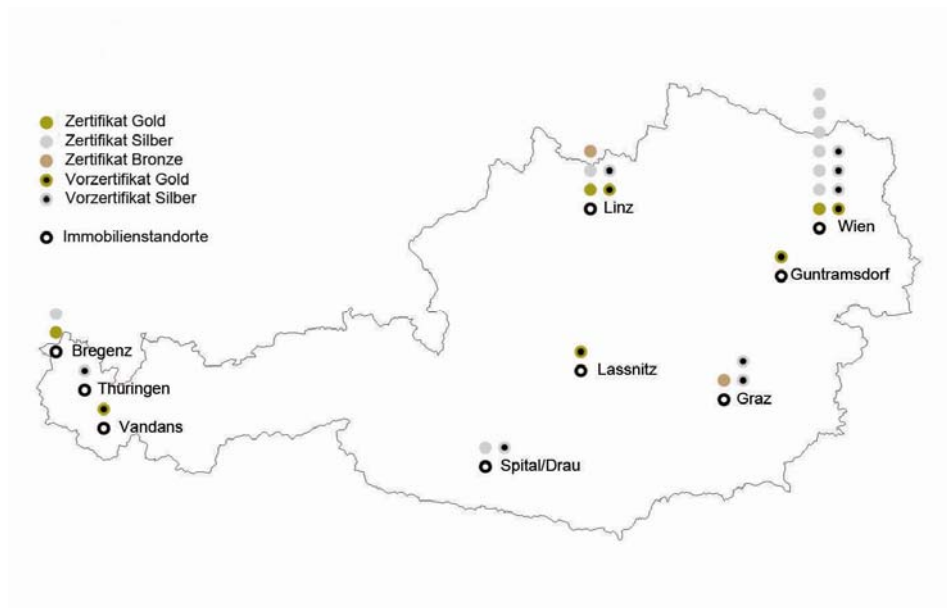 Zertifikat Gold
Zertifikat Silber
Zertifikat Bronze
Vorzertifikat Gold
Vorzertifikat Silber
Immobilienstandorte
Linz
Wien
Guntramsdorf
Bregenz
Lassnitz
Thüringen
Graz
Vandans
Spital/Drau